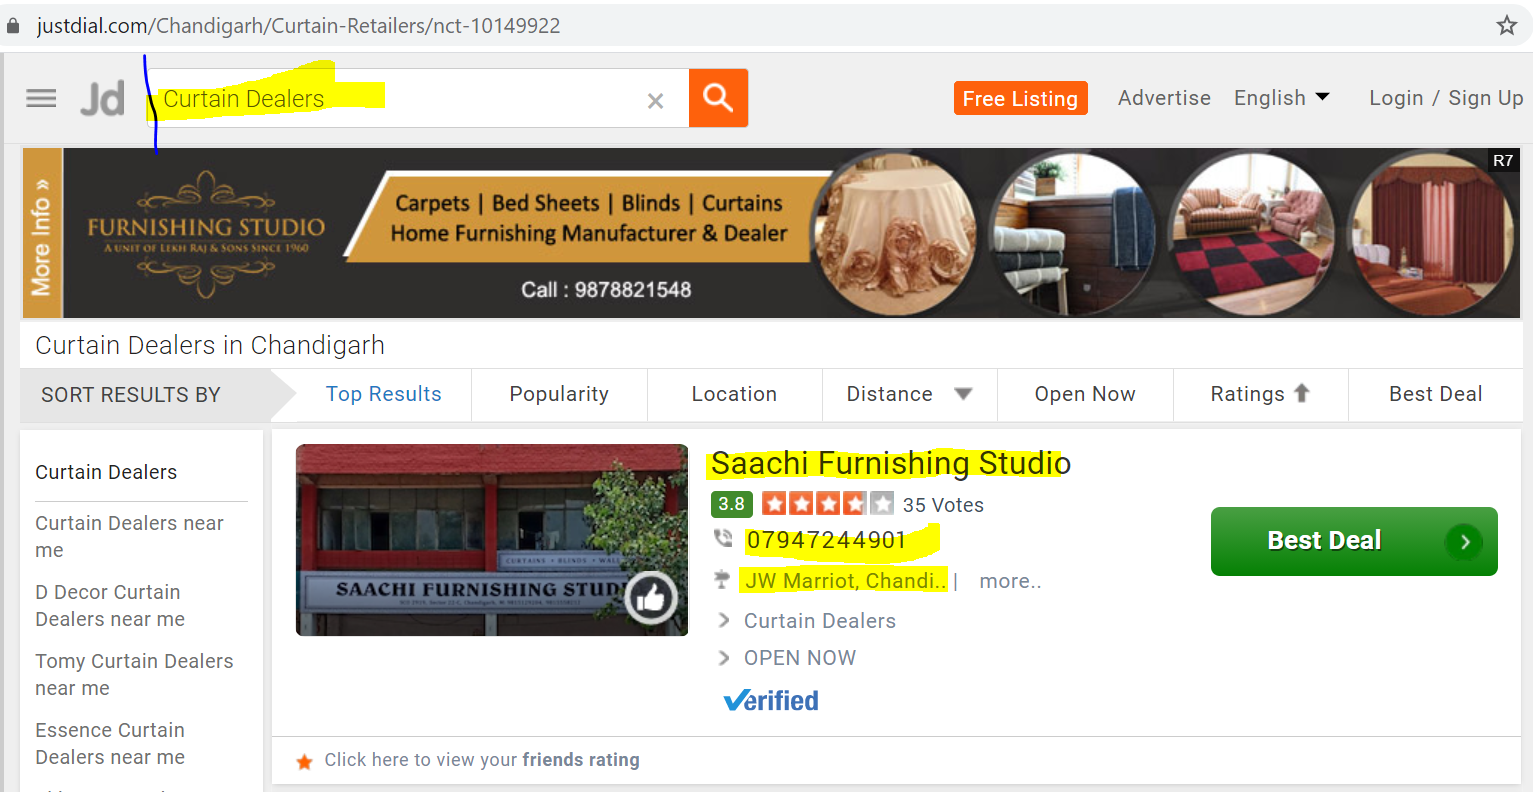 justdial.com/Chandigarh/Curtain-Retailers/nct-10149922
Jd
Curtain Dealers
Free Listing
Advertise
English
Login / Sign Up
More Info »
FURNISHING STUDIO
A UNIT OF LEKH RAJ & SONS SINCE 1960
Carpets | Bed Sheets | Blinds | Curtains
Home Furnishing Manufacturer & Dealer
Call : 9878821548
R7
Curtain Dealers in Chandigarh
SORT RESULTS BY
Top Results
Popularity
Location
Distance
Open Now
Ratings
Best Deal
Curtain Dealers
Curtain Dealers near
me
D Decor Curtain
Dealers near me
Tomy Curtain Dealers
near me
Essence Curtain
Dealers near me
CURTAINS • BLINDS • WALL
SAACHI FURNISHING STUD
Saachi Furnishing Studio
3.8
35 Votes
07947244901
JW Marriot, Chandi.. | more..
Curtain Dealers
OPEN NOW
Verified
Best Deal
Click here to view your friends rating